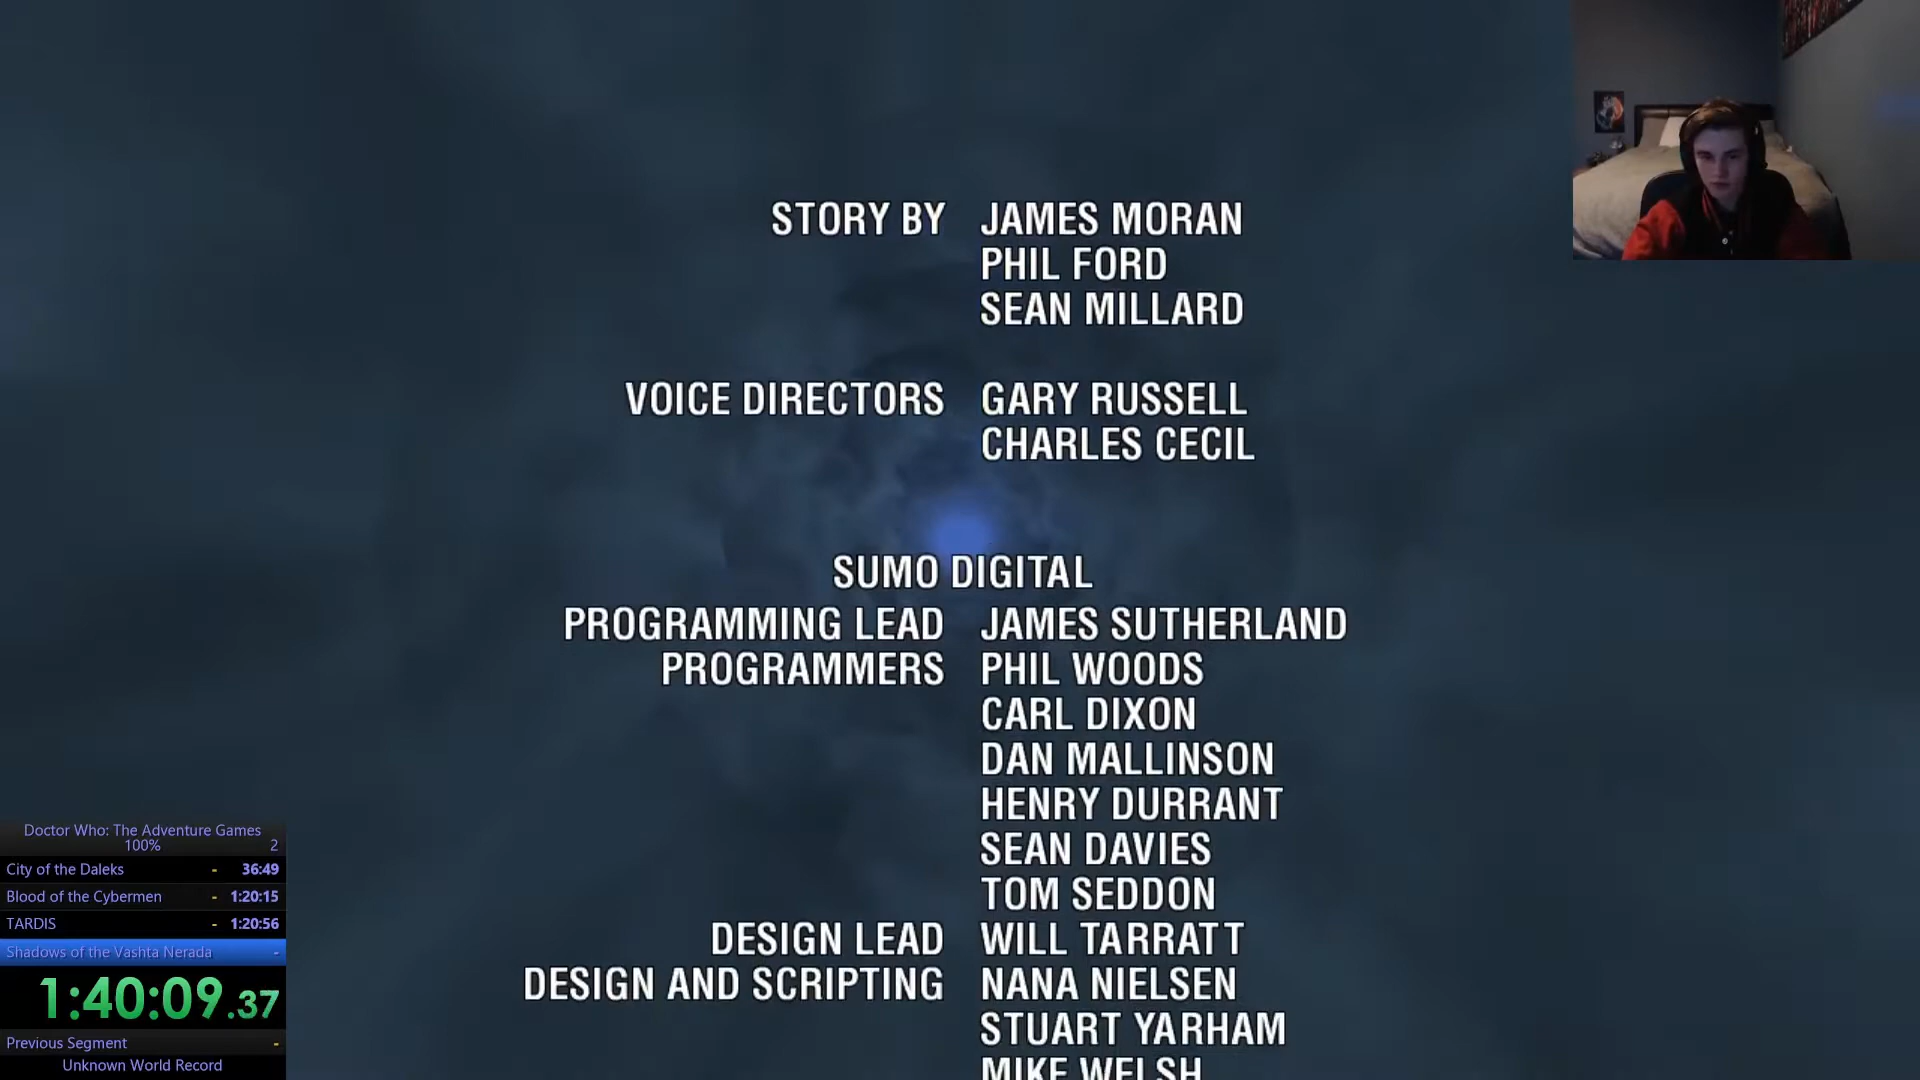 STORY BY JAMES MORAN
PHIL FORD
SEAN MILLARD
VOICE DIRECTORS GARY RUSSELL
CHARLES CECIL
SUMO DIGITAL
PROGRAMMING LEAD JAMES SUTHERLAND
PROGRAMMERS PHIL WOODS
CARL DIXON
DAN MALLINSON
HENRY DURRANT
SEAN DAVIES
TOM SEDDON
DESIGN LEAD WILL TARRATT
DESIGN AND SCRIPTING NANA NIELSEN
STUART YARHAM
MIKE WELSH
Doctor Who: The Adventure Games
100% 2
City of the Daleks - 36:49
Blood of the Cybermen - 1:20:15
TARDIS - 1:20:56
Shadows of the Vashta Nerada -
1:40:09.37
Previous Segment -
Unknown World Record